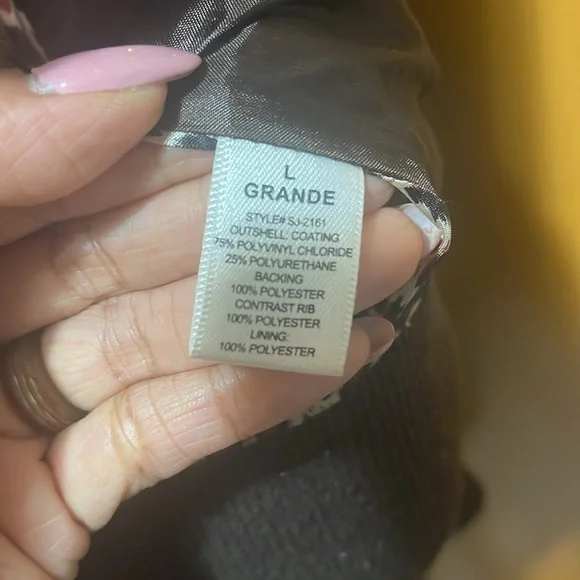 L
GRANDE
STYLE# SJ-2161
OUTSHELL: COATING
75% POLYVINYL CHLORIDE
25% POLYURETHANE
BACKING
100% POLYESTER
CONTRAST RIB
100% POLYESTER
LINING:
100% POLYESTER